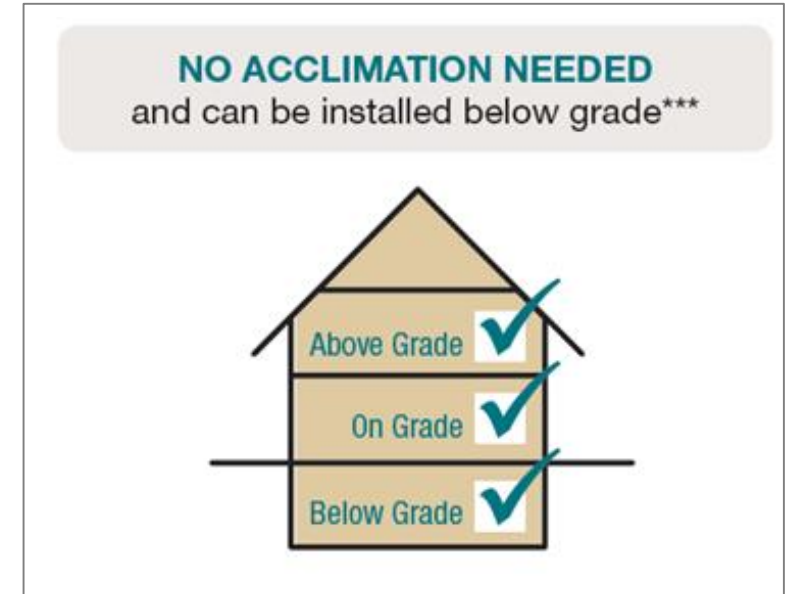 NO ACCLIMATION NEEDED
and can be installed below grade***
Above Grade
On Grade
Below Grade